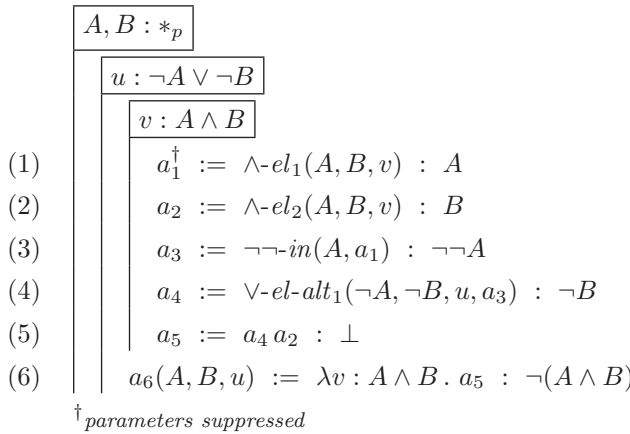 A, B : ∗ₚ
u : ¬A ∨ ¬B
v : A ∧ B
(1) a₁† := ∧-el₁(A, B, v) : A
(2) a₂ := ∧-el₂(A, B, v) : B
(3) a₃ := ¬¬-in(A, a₁) : ¬¬A
(4) a₄ := ∨-el-alt₁(¬A, ¬B, u, a₃) : ¬B
(5) a₅ := a₄ a₂ : ⊥
(6) a₆(A, B, u) := λv : A ∧ B . a₅ : ¬(A ∧ B)
† parameters suppressed